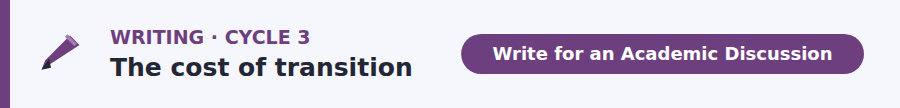 WRITING · CYCLE 3
The cost of transition
Write for an Academic Discussion